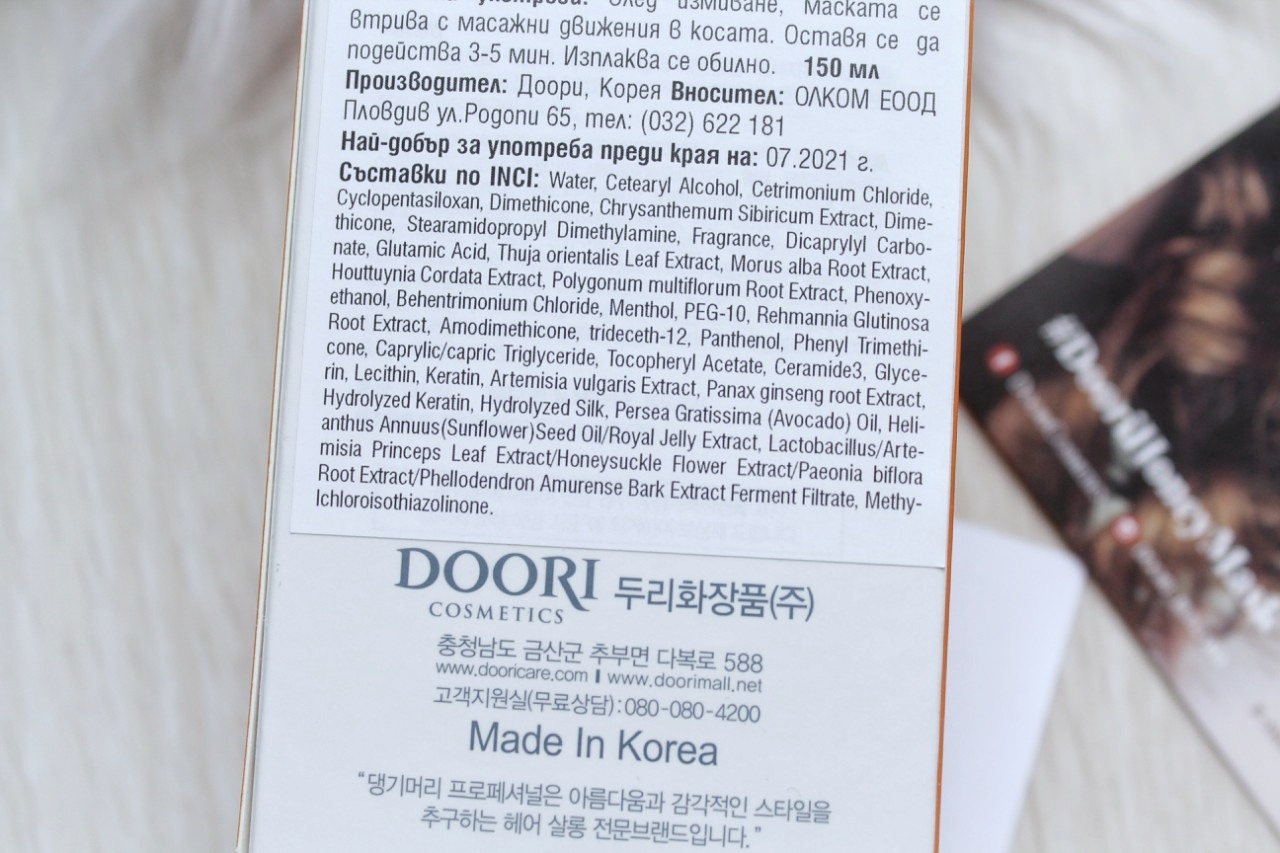 употреба: След измиване, маската се
втрива с масажни движения в косата. Оставя се да
подейства 3-5 мин. Изплаква се обилно. 150 мл
Производител: Доори, Корея Вносител: ОЛКОМ ЕООД
Пловдив ул.Родопи 65, тел: (032) 622 181
Най-добър за употреба преди края на: 07.2021 г.
Съставки по INCI: Water, Cetearyl Alcohol, Cetrimonium Chloride,
Cyclopentasiloxan, Dimethicone, Chrysanthemum Sibiricum Extract, Dime-
thicone, Stearamidopropyl Dimethylamine, Fragrance, Dicaprylyl Carbo-
nate, Glutamic Acid, Thuja orientalis Leaf Extract, Morus alba Root Extract,
Houttuynia Cordata Extract, Polygonum multiflorum Root Extract, Phenoxy-
ethanol, Behentrimonium Chloride, Menthol, PEG-10, Rehmannia Glutinosa
Root Extract, Amodimethicone, trideceth-12, Panthenol, Phenyl Trimethi-
cone, Caprylic/capric Triglyceride, Tocopheryl Acetate, Ceramide3, Glyce-
rin, Lecithin, Keratin, Artemisia vulgaris Extract, Panax ginseng root Extract,
Hydrolyzed Keratin, Hydrolyzed Silk, Persea Gratissima (Avocado) Oil, Heli-
anthus Annuus(Sunflower)Seed Oil/Royal Jelly Extract, Lactobacillus/Arte-
misia Princeps Leaf Extract/Honeysuckle Flower Extract/Paeonia biflora
Root Extract/Phellodendron Amurense Bark Extract Ferment Filtrate, Methy-
lchloroisothiazolinone.
DOORI 두리화장품(주)
COSMETICS
충청남도 금산군 추부면 다복로 588
www.dooricare.com | www.doorimall.net
고객지원실(무료상담):080-080-4200
Made In Korea
“댕기머리 프로페셔널은 아름다움과 감각적인 스타일을
추구하는 헤어 살롱 전문브랜드입니다.”